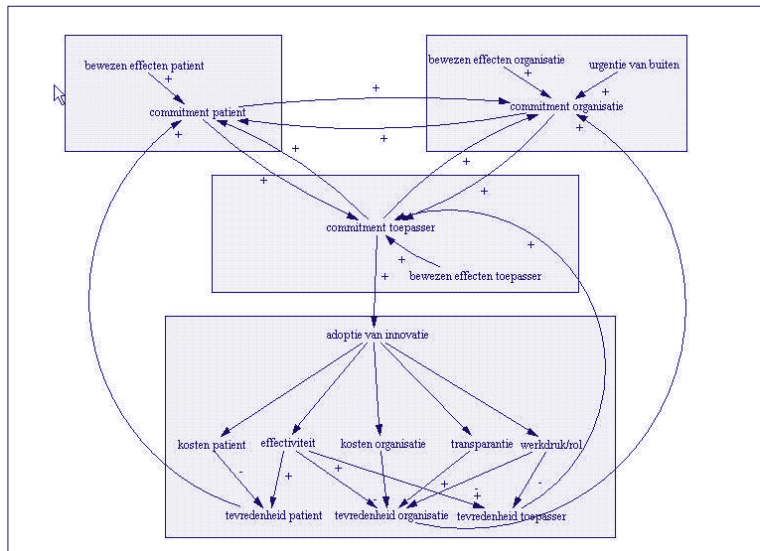 bewezen effecten patient
bewezen effecten organisatie
urgentie van buiten
+
+
+
+
commitment patient
commitment organisatie
+
+
+
+
+
+
+
commitment toepasser
+
+
+
bewezen effecten toepasser
adoptie van innovatie
kosten patient
effectiviteit
kosten organisatie
transparantie
werkdruk/rol
-
+
+
-
+
-
+
-
tevredenheid patient
tevredenheid organisatie
tevredenheid toepasser